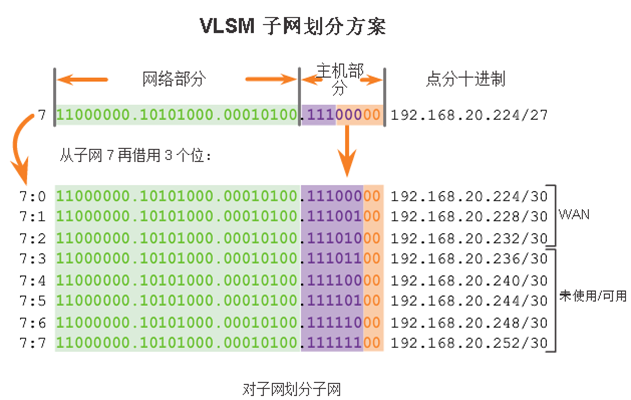 VLSM 子网划分方案
网络部分
主机部分
点分十进制
7 11000000.10101000.00010100.11100000 192.168.20.224/27
从子网 7 再借用 3 个位：
7:0 11000000.10101000.00010100.11100000 192.168.20.224/30
7:1 11000000.10101000.00010100.11100100 192.168.20.228/30
WAN
7:2 11000000.10101000.00010100.11101000 192.168.20.232/30
7:3 11000000.10101000.00010100.11101100 192.168.20.236/30
7:4 11000000.10101000.00010100.11110000 192.168.20.240/30
7:5 11000000.10101000.00010100.11110100 192.168.20.244/30
未使用/可用
7:6 11000000.10101000.00010100.11111000 192.168.20.248/30
7:7 11000000.10101000.00010100.11111100 192.168.20.252/30
对子网划分子网